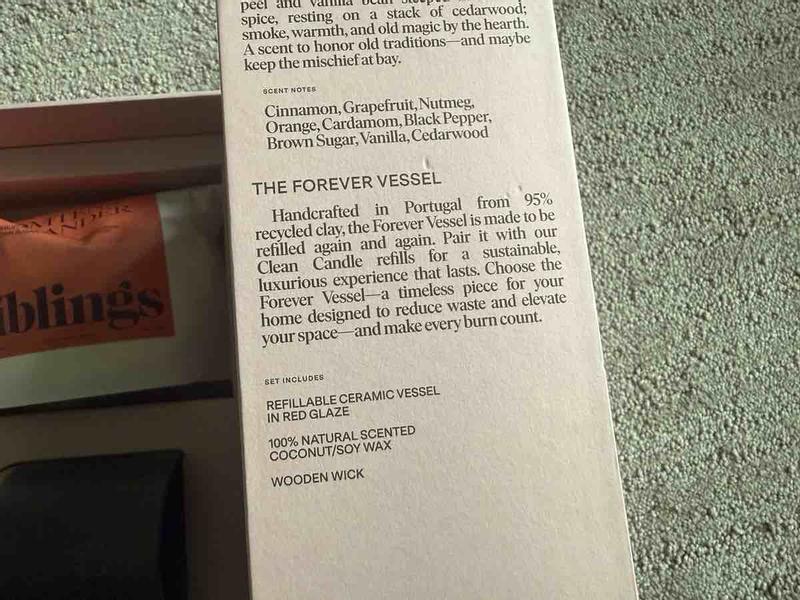 peel and vanilla bean
spice, resting on a stack of cedarwood;
smoke, warmth, and old magic by the hearth.
A scent to honor old traditions—and maybe
keep the mischief at bay.
SCENT NOTES
Cinnamon, Grapefruit, Nutmeg,
Orange, Cardamom, Black Pepper,
Brown Sugar, Vanilla, Cedarwood
THE FOREVER VESSEL
Handcrafted in Portugal from 95%
recycled clay, the Forever Vessel is made to be
refilled again and again. Pair it with our
Clean Candle refills for a sustainable,
luxurious experience that lasts. Choose the
Forever Vessel—a timeless piece for your
home designed to reduce waste and elevate
your space—and make every burn count.
SET INCLUDES
REFILLABLE CERAMIC VESSEL
IN RED GLAZE
100% NATURAL SCENTED
COCONUT/SOY WAX
WOODEN WICK
iblings